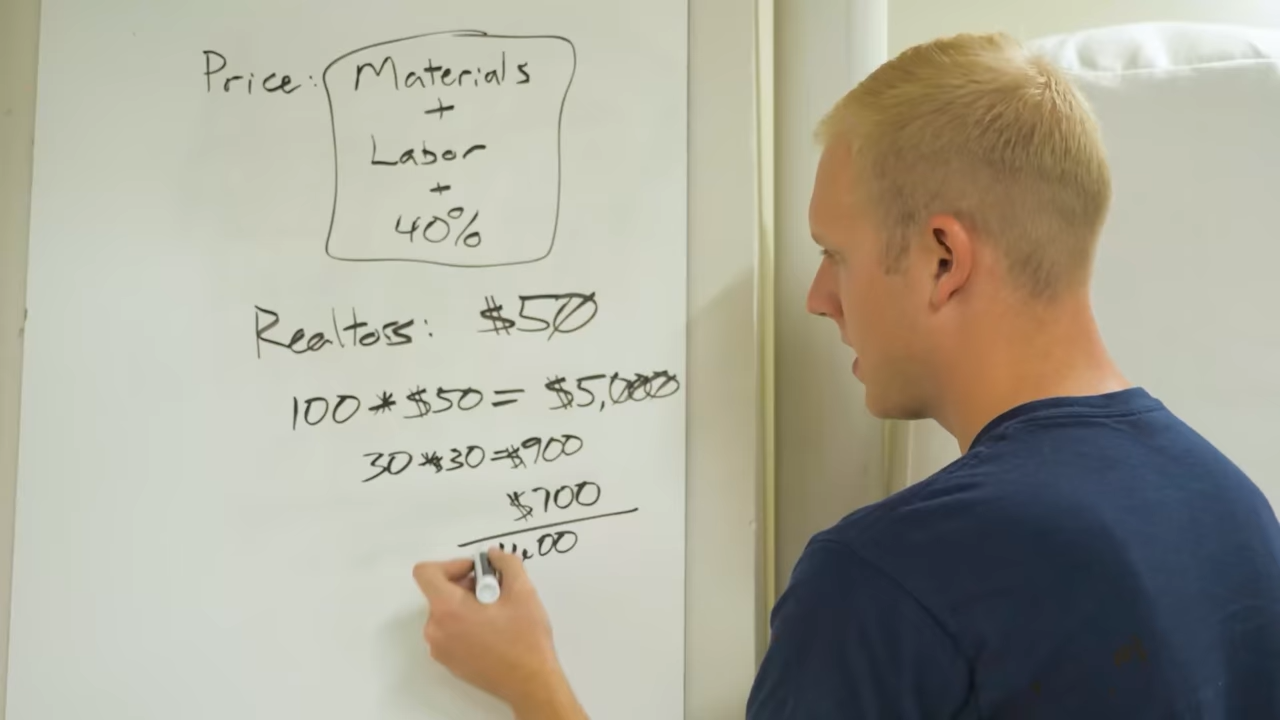 Price: Materials
+
Labor
+
40%
Realtors: $50
100 * $50 = $5,000
30 * $30 = $900
$700